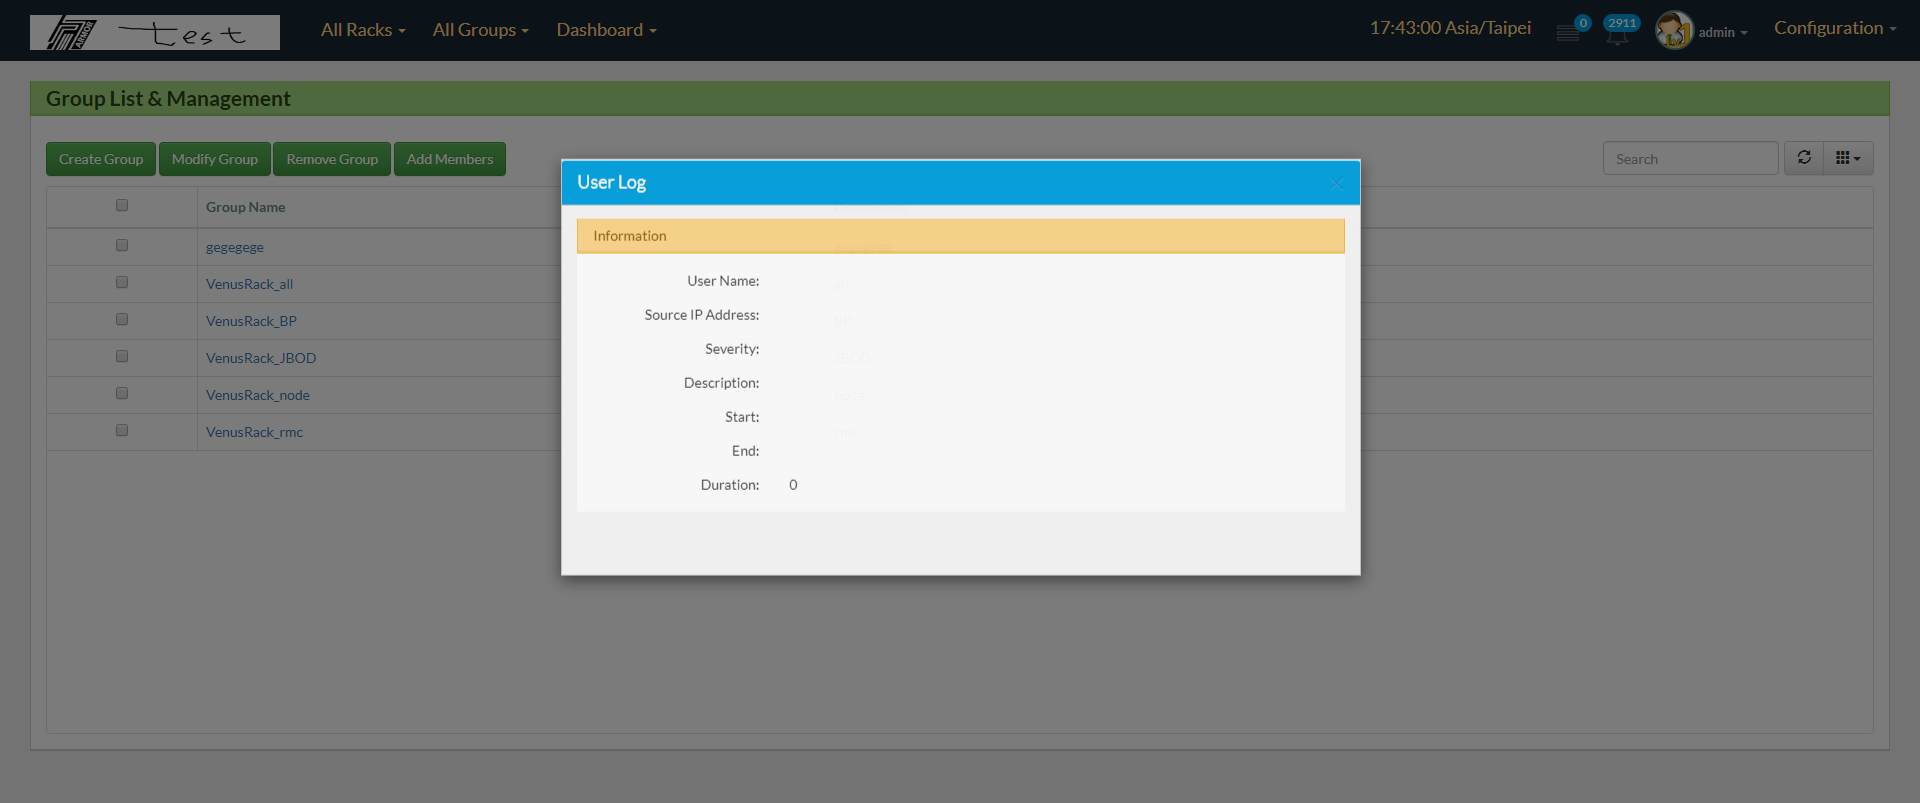 ARMOR test All Racks All Groups Dashboard 17:43:00 Asia/Taipei 0 2911 admin Configuration
Group List & Management
Create Group Modify Group Remove Group Add Members Search
User Log
Group Name
Information
gegegege
User Name:
VenusRack_all
Source IP Address:
VenusRack_BP
Severity:
VenusRack_JBOD
Description:
VenusRack_node
Start:
VenusRack_rmc
End:
Duration: 0